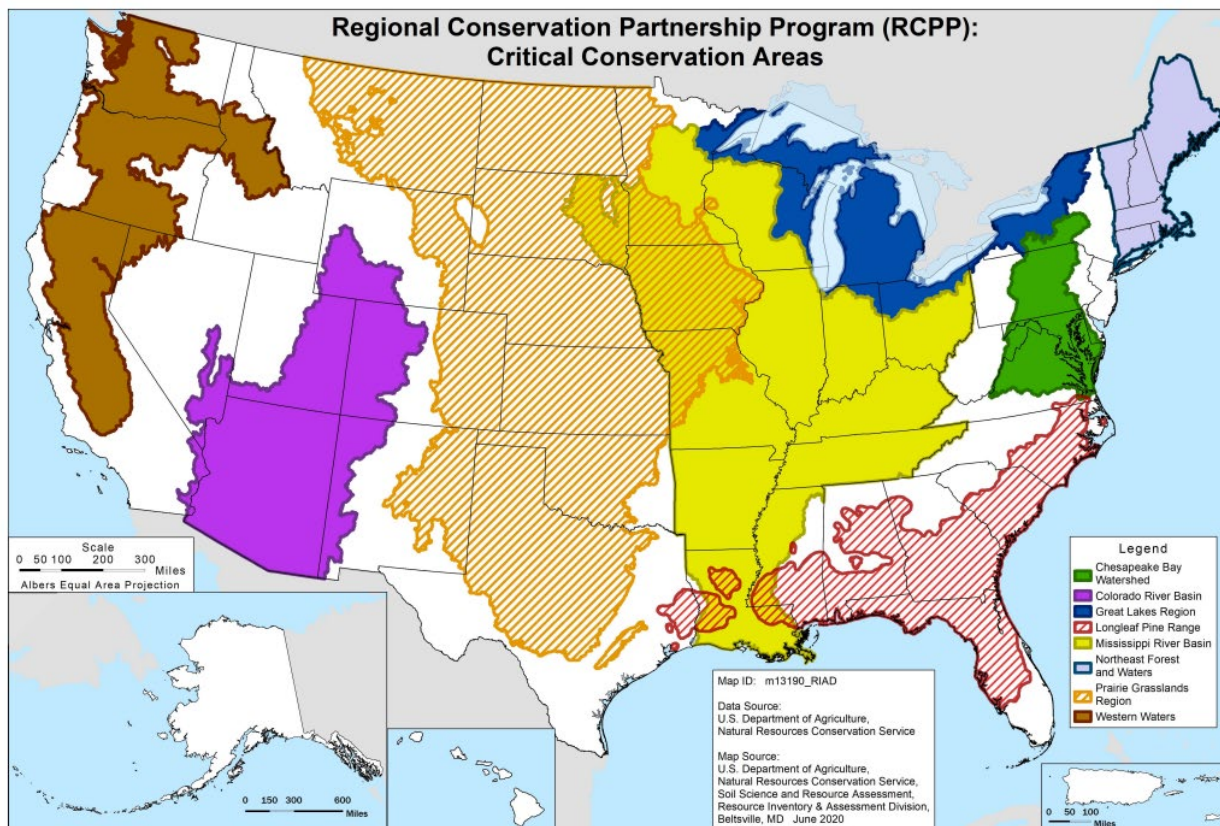 Regional Conservation Partnership Program (RCPP):
Critical Conservation Areas
Scale
0 50 100 200 300
Miles
Albers Equal Area Projection
Legend
Chesapeake Bay
Watershed
Colorado River Basin
Great Lakes Region
Longleaf Pine Range
Mississippi River Basin
Northeast Forest
and Waters
Prairie Grasslands
Region
Western Waters
Map ID: m13190_RIAD
Data Source:
U.S. Department of Agriculture,
Natural Resources Conservation Service
Map Source:
U.S. Department of Agriculture,
Natural Resources Conservation Service,
Soil Science and Resource Assessment,
Resource Inventory & Assessment Division,
Beltsville, MD June 2020
0 150 300 600
Miles
0 50 100
Miles